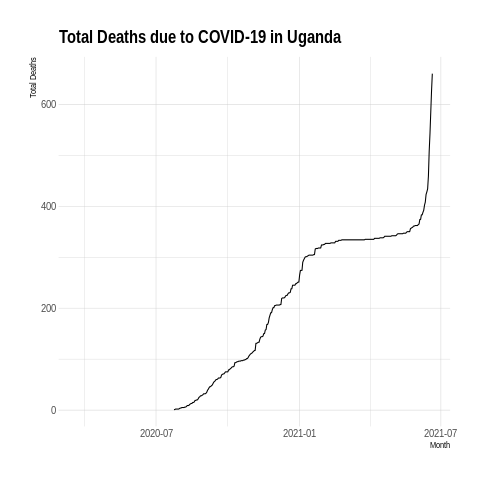 Total Deaths due to COVID-19 in Uganda
Total Deaths
600
400
200
0
2020-07 2021-01 2021-07
Month